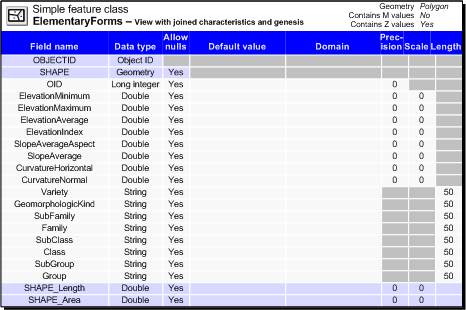 Simple feature class
ElementaryForms – View with joined characteristics and genesis
Geometry Polygon
Contains M values No
Contains Z values Yes
Field name Data type Allow nulls Default value Domain Prec-ision Scale Length
OBJECTID Object ID
SHAPE Geometry Yes
OID Long integer Yes 0
ElevationMinimum Double Yes 0 0
ElevationMaximum Double Yes 0 0
ElevationAverage Double Yes 0 0
ElevationIndex Double Yes 0 0
SlopeAverageAspect Double Yes 0 0
SlopeAverage Double Yes 0 0
CurvatureHorizontal Double Yes 0 0
CurvatureNormal Double Yes 0 0
Variety String Yes 50
GeomorphologicKind String Yes 50
SubFamily String Yes 50
Family String Yes 50
SubClass String Yes 50
Class String Yes 50
SubGroup String Yes 50
Group String Yes 50
SHAPE_Length Double Yes 0 0
SHAPE_Area Double Yes 0 0